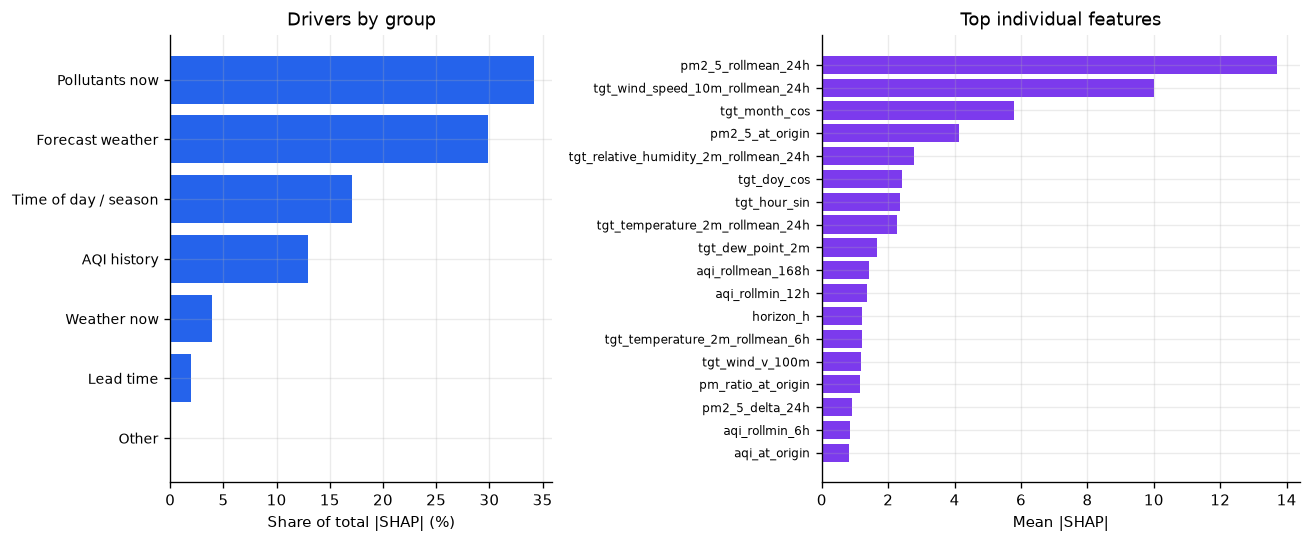 Drivers by group
Pollutants now
Forecast weather
Time of day / season
AQI history
Weather now
Lead time
Other
0 5 10 15 20 25 30 35
Share of total |SHAP| (%)
Top individual features
pm2_5_rollmean_24h
tgt_wind_speed_10m_rollmean_24h
tgt_month_cos
pm2_5_at_origin
tgt_relative_humidity_2m_rollmean_24h
tgt_doy_cos
tgt_hour_sin
tgt_temperature_2m_rollmean_24h
tgt_dew_point_2m
aqi_rollmean_168h
aqi_rollmin_12h
horizon_h
tgt_temperature_2m_rollmean_6h
tgt_wind_v_100m
pm_ratio_at_origin
pm2_5_delta_24h
aqi_rollmin_6h
aqi_at_origin
0 2 4 6 8 10 12 14
Mean |SHAP|